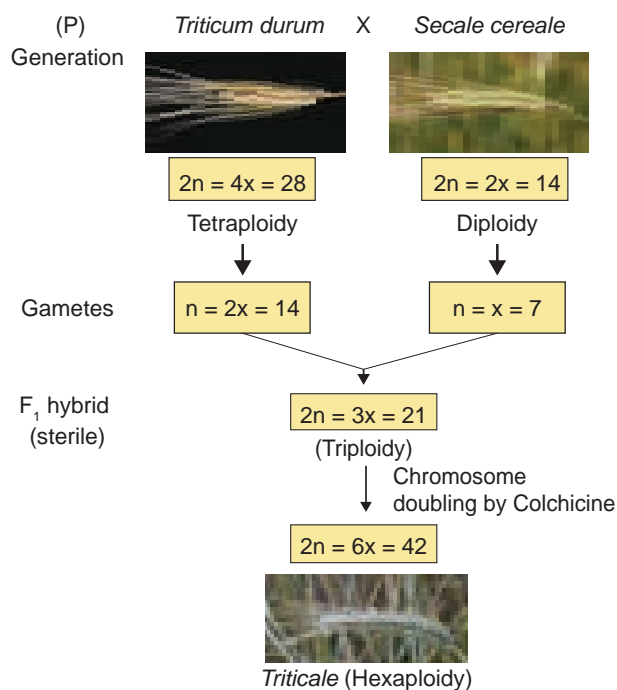 (P)
Generation
Triticum durum X Secale cereale
2n = 4x = 28
2n = 2x = 14
Tetraploidy
Diploidy
Gametes
n = 2x = 14
n = x = 7
F1 hybrid
(sterile)
2n = 3x = 21
(Triploidy)
Chromosome
doubling by Colchicine
2n = 6x = 42
Triticale (Hexaploidy)